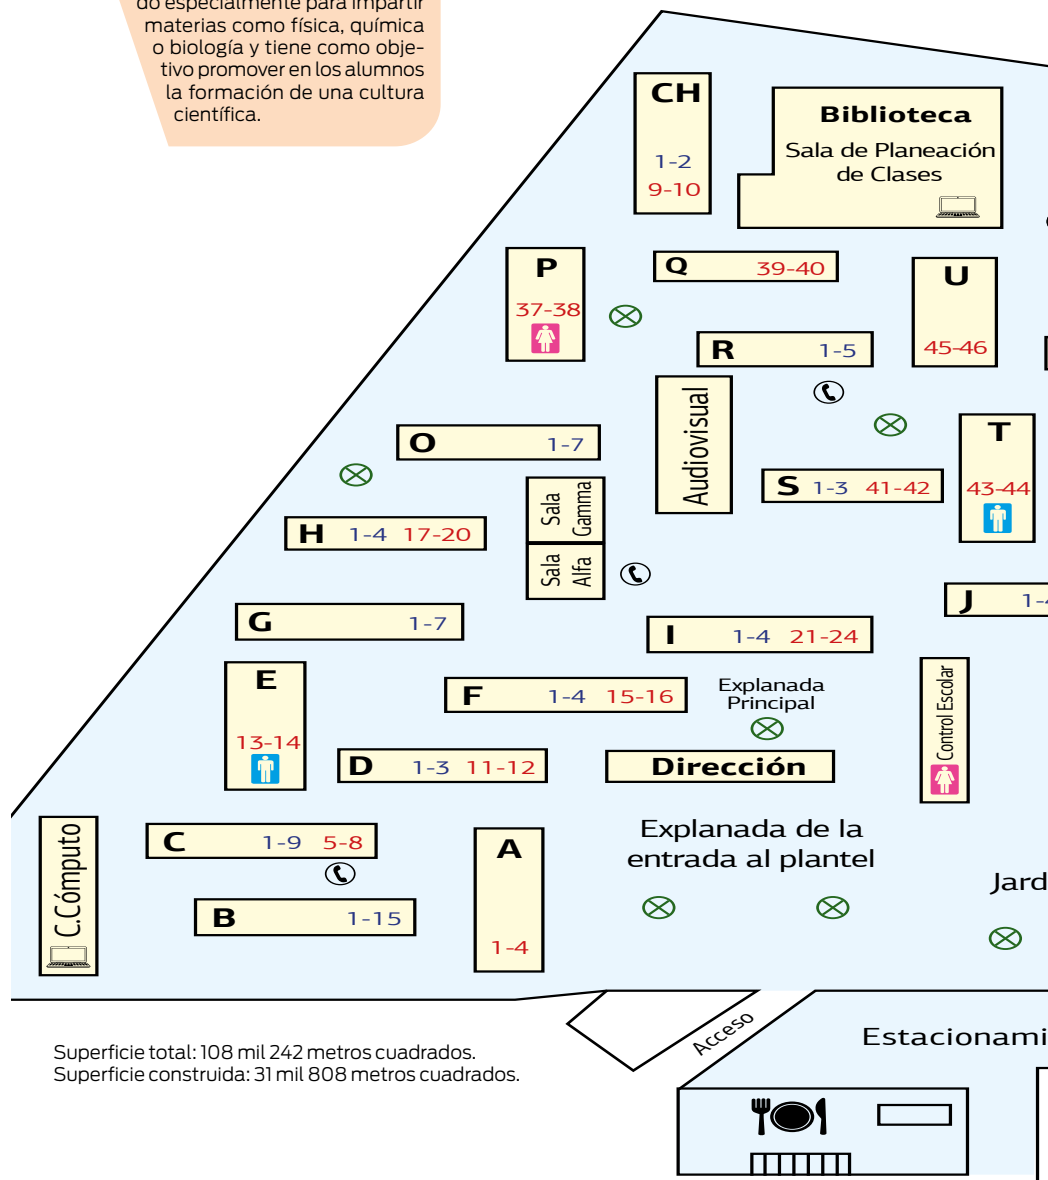 do especialmente para impartir
materias como física, química
o biología y tiene como obje-
tivo promover en los alumnos
la formación de una cultura
científica.
CH
1-2
9-10
Biblioteca
Sala de Planeación
de Clases
P
37-38
Q 39-40
U
45-46
R 1-5
Audiovisual
O 1-7
T
43-44
S 1-3 41-42
Sala
Gamma
H 1-4 17-20
Sala
Alfa
J 1-4
G 1-7
I 1-4 21-24
E
13-14
F 15-16 1-4
Explanada
Principal
Control Escolar
D 1-3 11-12
Dirección
C.Cómputo
C 1-9 5-8
A
1-4
Explanada de la
entrada al plantel
B 1-15
Jard
Acceso
Estacionami
Superficie total: 108 mil 242 metros cuadrados.
Superficie construida: 31 mil 808 metros cuadrados.